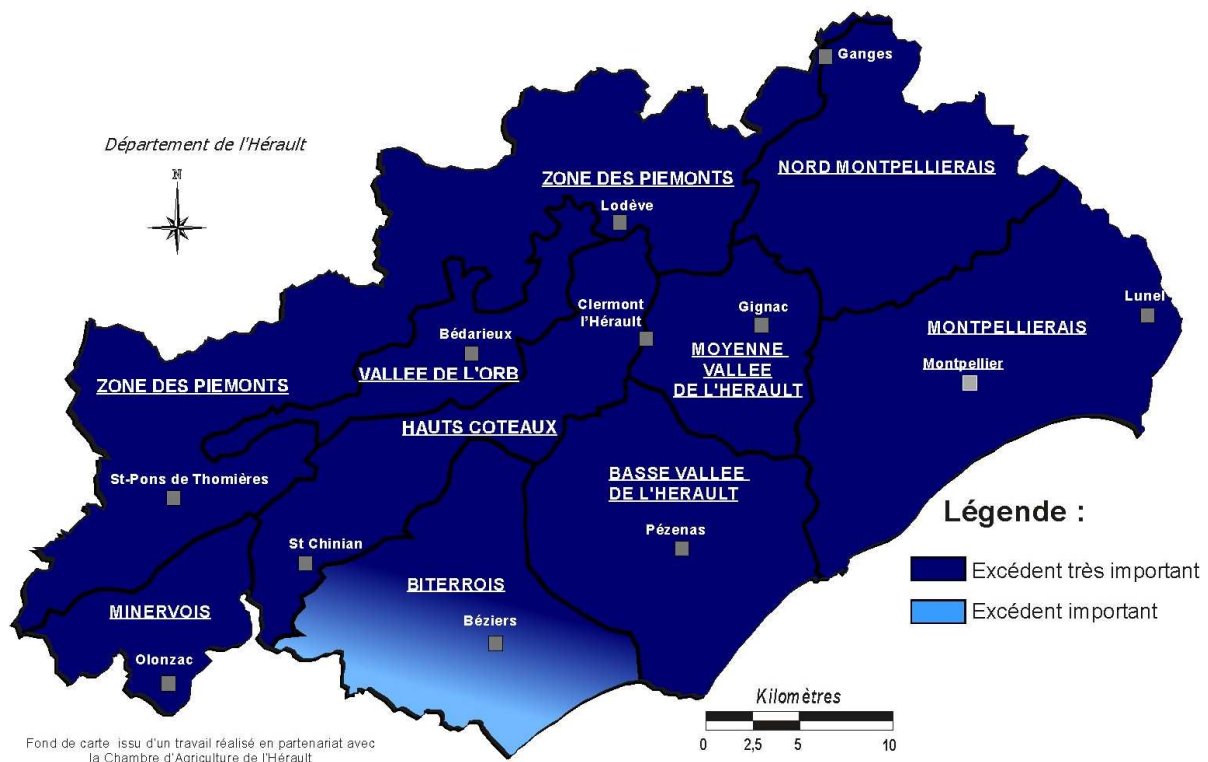 Ganges
Département de l'Hérault
N
NORD MONTPELLIERAIS
ZONE DES PIEMONTS
Lodève
Clermont
l'Hérault
Gignac
Lunel
MONTPELLIERAIS
Bédarieux
MOYENNE
VALLEE
DE L'HERAULT
Montpellier
VALLEE DE L'ORB
ZONE DES PIEMONTS
HAUTS COTEAUX
St-Pons de Thomières
BASSE VALLEE
DE L'HERAULT
Pézenas
Légende :
St Chinian
Excédent très important
BITERROIS
MINERVOIS
Excédent important
Béziers
Olonzac
Kilomètres
0 2,5 5 10
Fond de carte issu d'un travail réalisé en partenariat avec
la Chambre d'Agriculture de l'Hérault